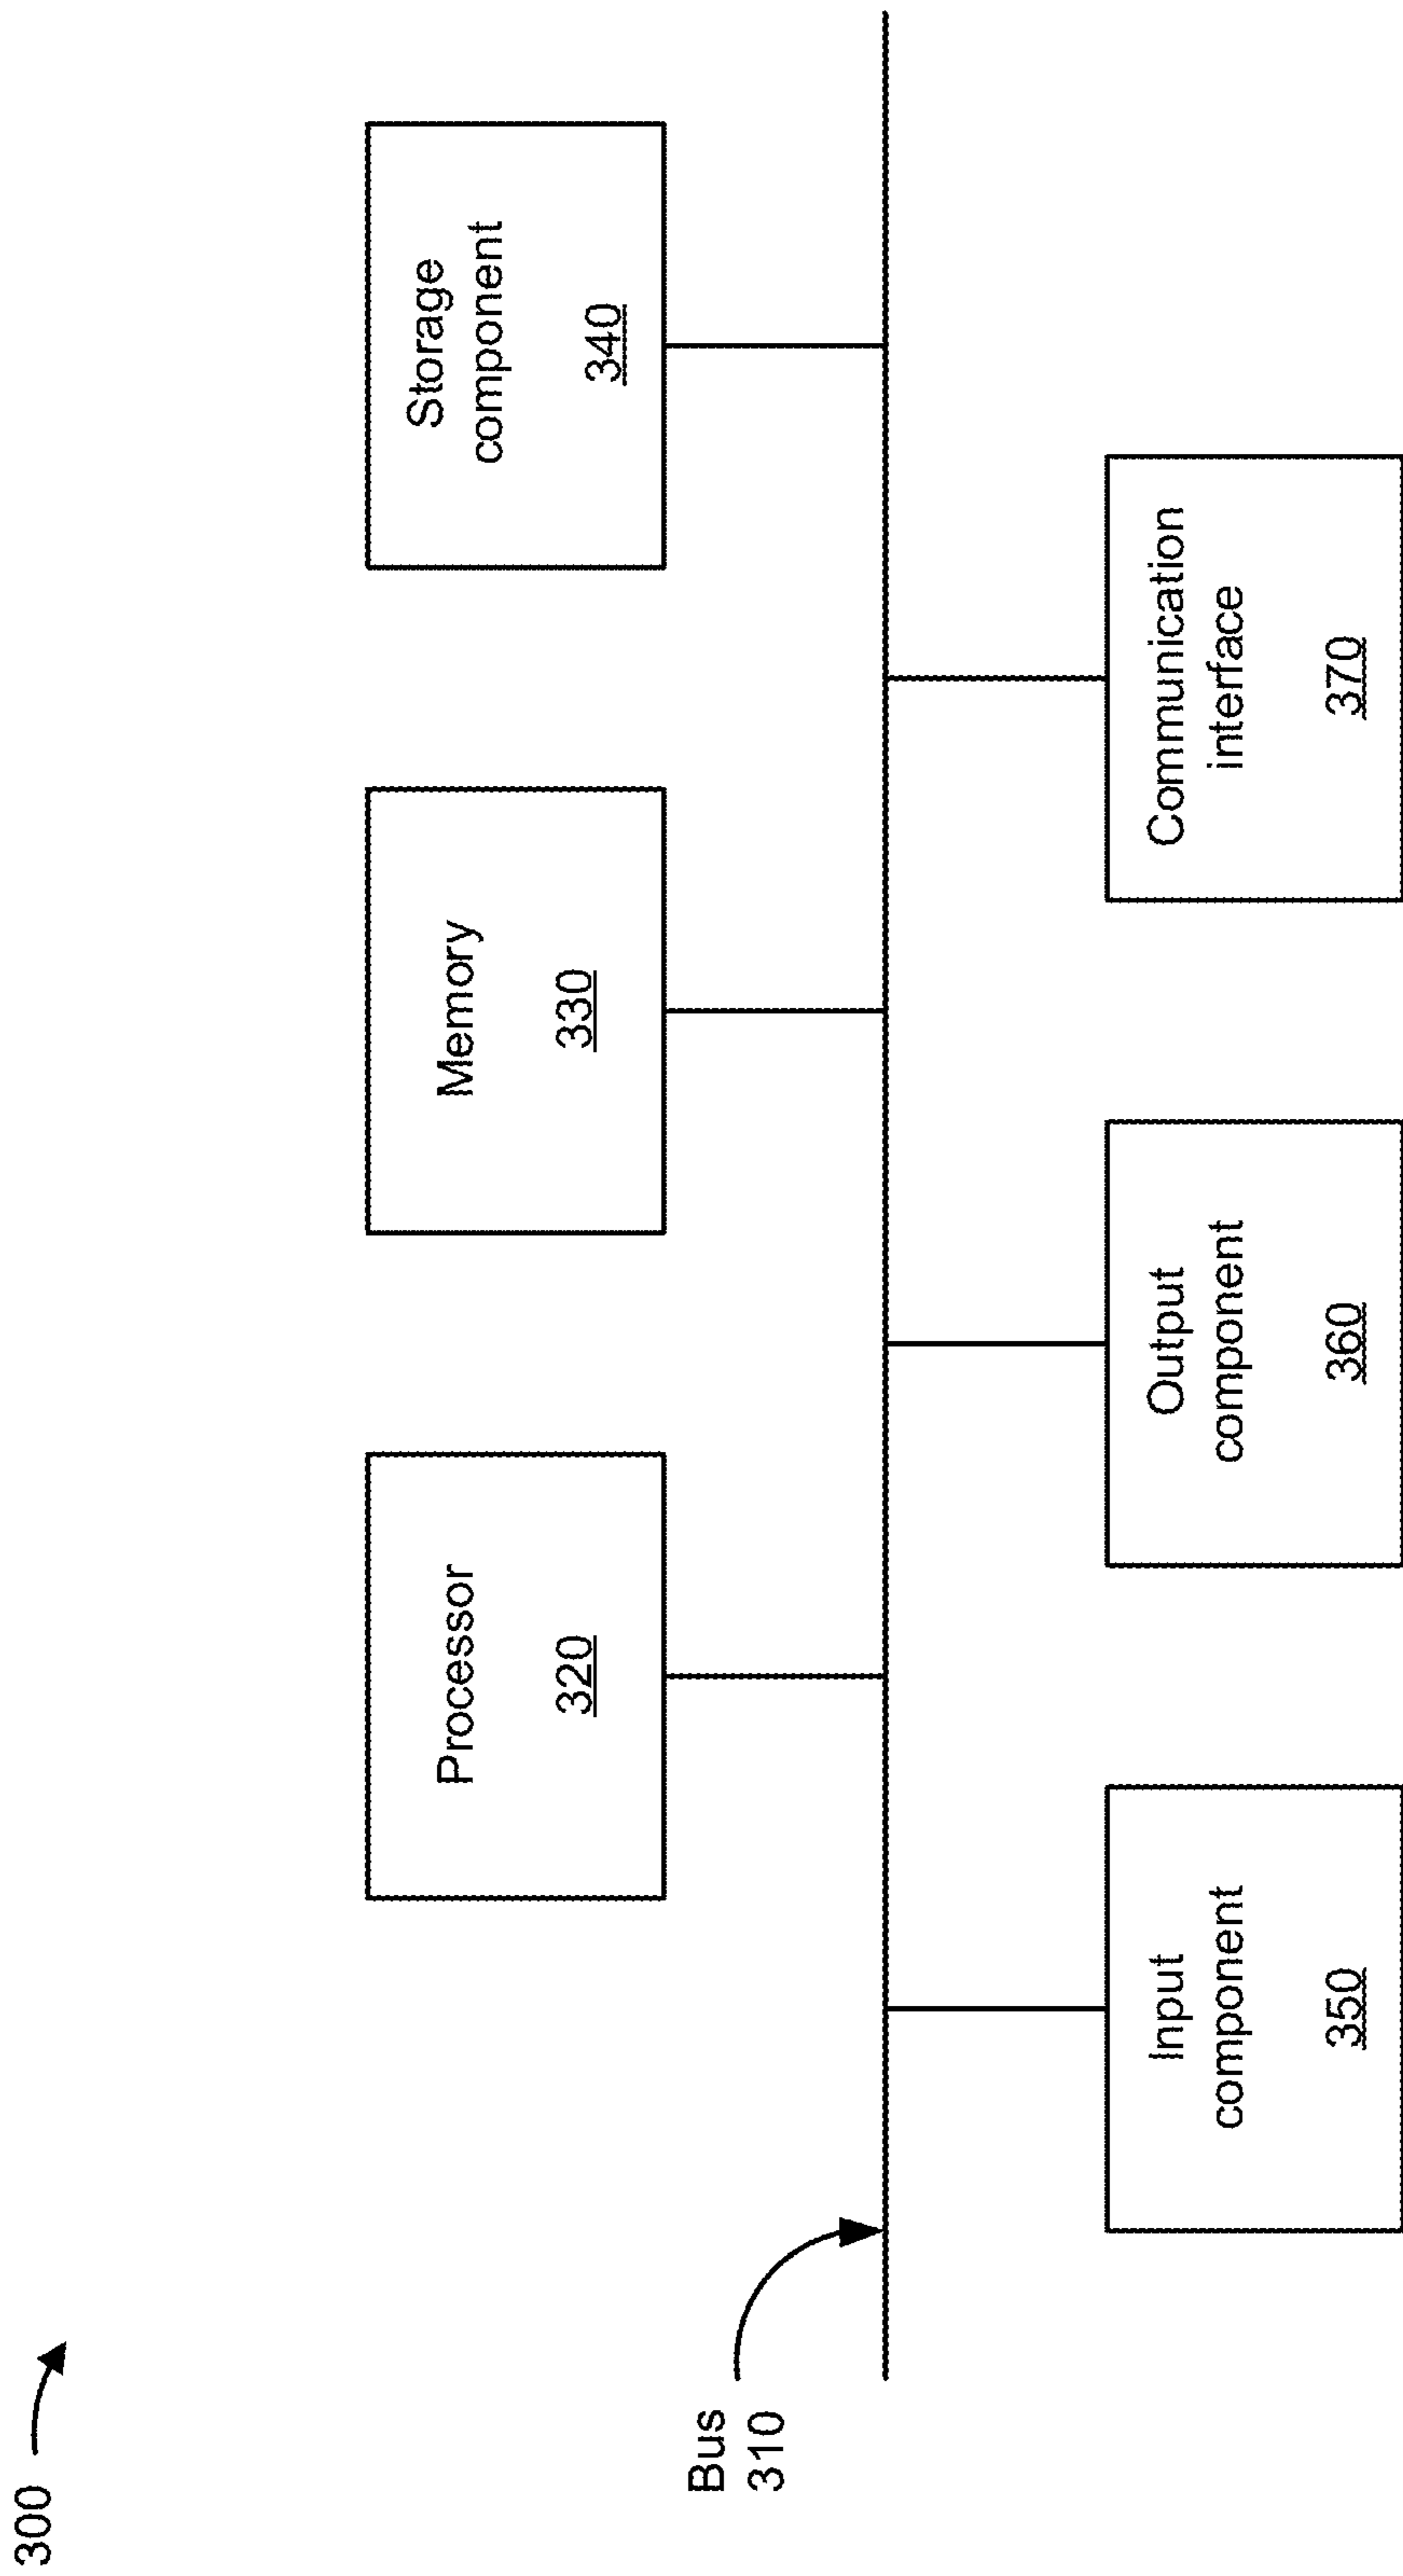 300
Bus
310
Processor
320
Memory
330
Storage
component
340
Input
component
350
Output
component
360
Communication
interface
370